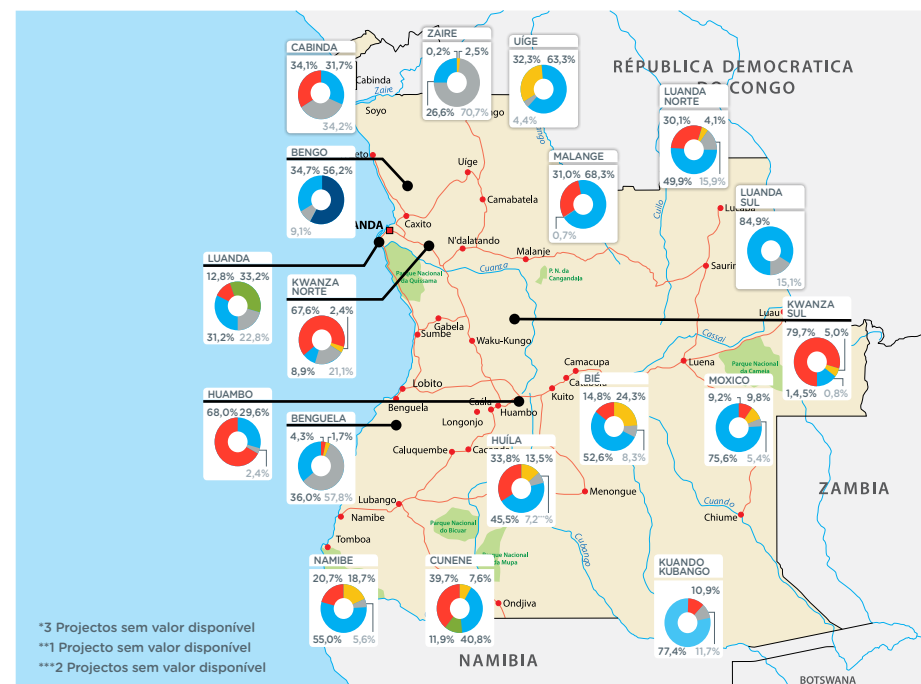 CABINDA
34,1% 31,7%
34,2%
ZAIRE
0,2% 2,5%
26,6% 70,7%
UÍGE
32,3% 63,3%
4,4%
RÉPUBLICA DEMOCRATICA
DO CONGO
LUANDA
NORTE
30,1% 4,1%
49,9% 15,9%
Cabinda
Zaire
Soyo
BENGO
34,7% 56,2%
9,1%
Uíge
Camabatela
MALANGE
31,0% 68,3%
0,7%
Cuilo
LUANDA
SUL
84,9%
15,1%
Caxito
N'dalatando
Malanje
LUANDA
12,8% 33,2%
31,2% 22,8%
Parque Nacional
da Quissama
Cuanza
P. N. da
Cangandala
KWANZA
NORTE
67,6% 2,4%
8,9% 21,1%
KWANZA
SUL
79,7% 5,0%
1,4,5% 0,8%
Luau
Gabela
Sumbe
Waku-Kungo
Cassai
Luena
Parque Nacional
da Cameia
Camacupa
Lobito
Kuito
Benguela
Huambo
Longonjo
HUAMBO
68,0% 29,6%
2,4%
BENGUELA
4,3% 1,7%
36,0% 57,8%
BIÉ
14,8% 24,3%
52,6% 8,3%
MOXICO
9,2% 9,8%
75,6% 5,4%
Caluquembe
HUÍLA
33,8% 13,5%
45,5% 7,2***%
ZAMBIA
Lubango
Menongue
Cuando
Chiume
Namibe
Parque Nacional
do Bicuar
Cubango
Tomboa
NAMIBE
20,7% 18,7%
55,0% 5,6%
CUNENE
39,7% 7,6%
11,9% 40,8%
Ondjiva
KUANDO
KUBANGO
10,9%
77,4% 11,7%
*3 Projectos sem valor disponível
**1 Projecto sem valor disponível
***2 Projectos sem valor disponível
NAMIBIA
BOTSWANA